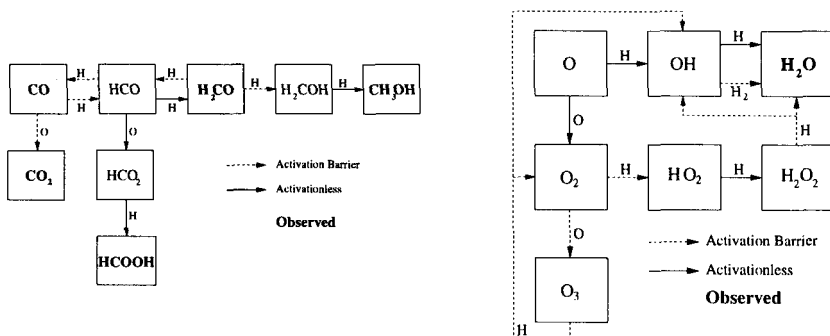 H H H H H
CO HCO H₂CO H₂COH CH₃OH
H H
O O
CO₂ HCO₂
H
HCOOH
Activation Barrier
Activationless
Observed
H H
O OH H₂O
H₂
O H
H H
O₂ HO₂ H₂O₂
O
O₃
H
Activation Barrier
Activationless
Observed